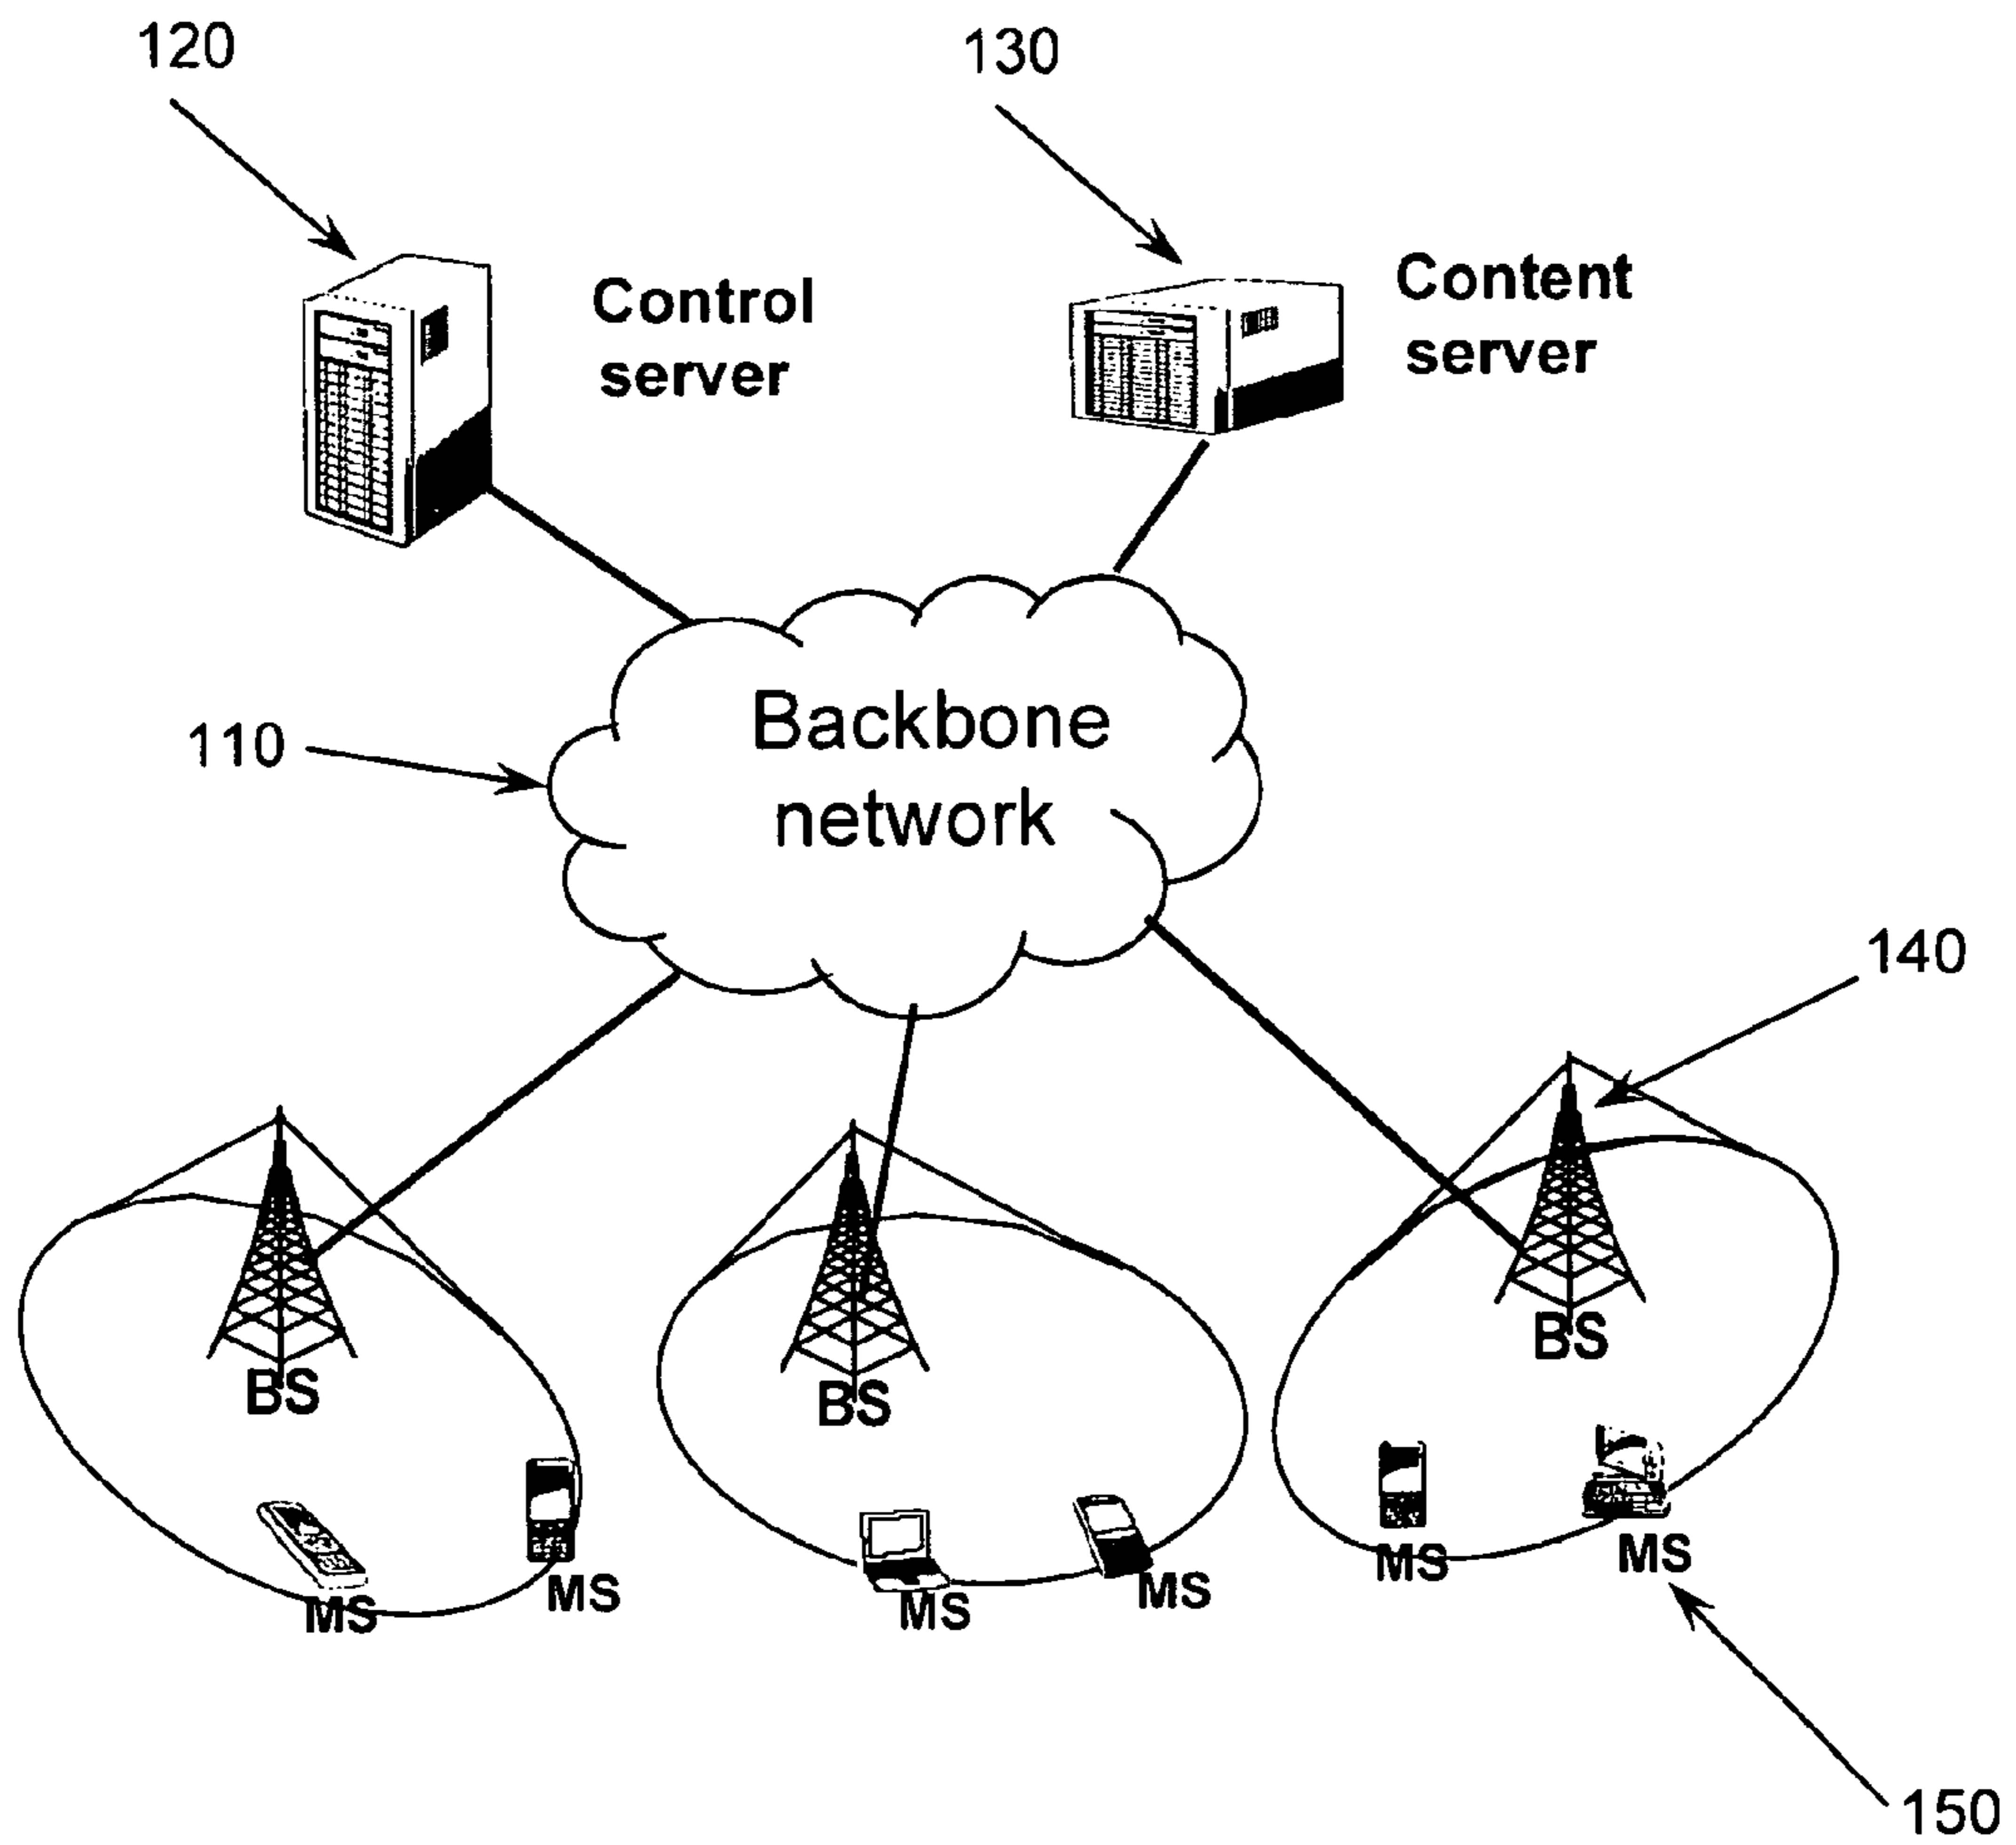 120
130
Control
server
Content
server
110
Backbone
network
140
BS
BS
BS
MS
MS
MS
MS
MS
MS
150